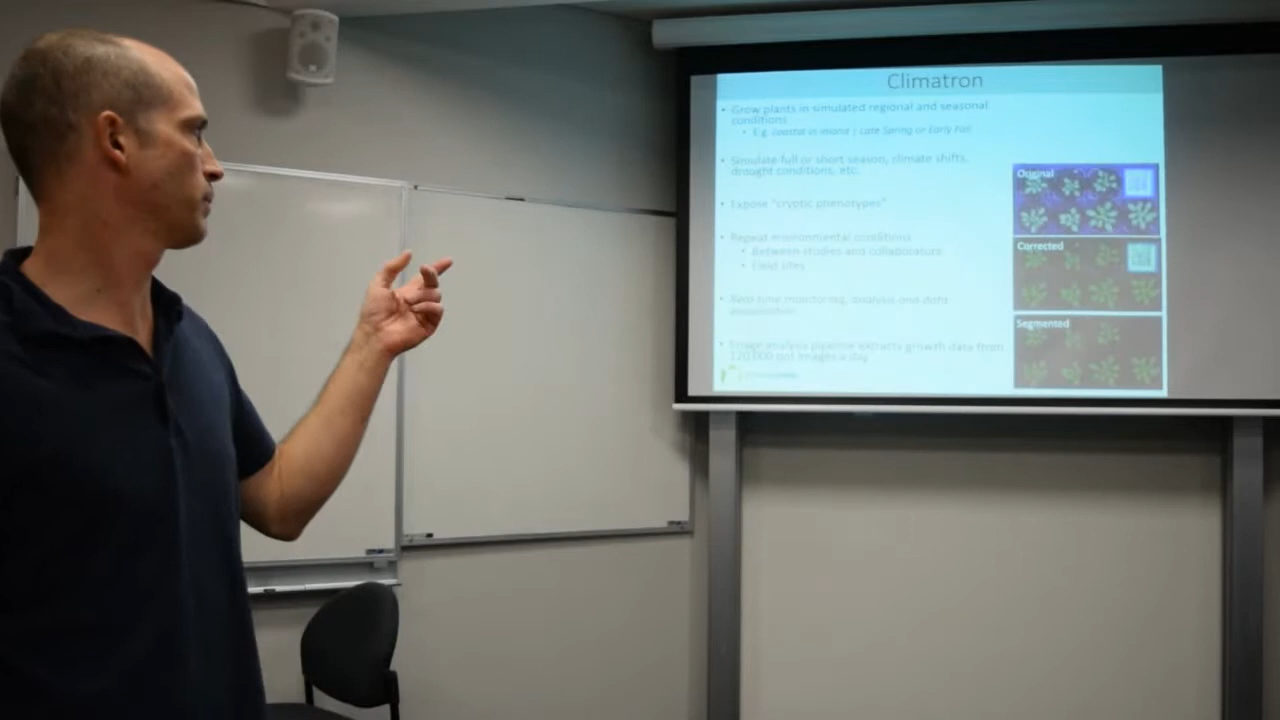 Climatron
• Grow plants in simulated regional and seasonal
conditions
• E.g. coastal vs inland | Late Spring or Early Fall
• Simulate full or short season, climate shifts,
drought conditions, etc.
• Expose "cryptic phenotypes"
• Repeat environmental conditions
• Between studies and collaborators
• Field sites
• Real-time monitoring, analysis and data
• Image analysis pipeline extracts growth data from
120,000 pot images a day
Original
Corrected
Segmented